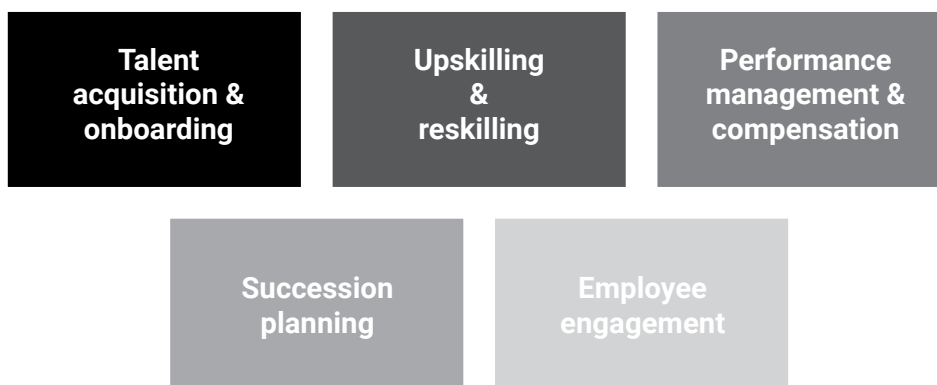 Talent
acquisition &
onboarding
Upskilling
&
reskilling
Performance
management &
compensation
Succession
planning
Employee
engagement